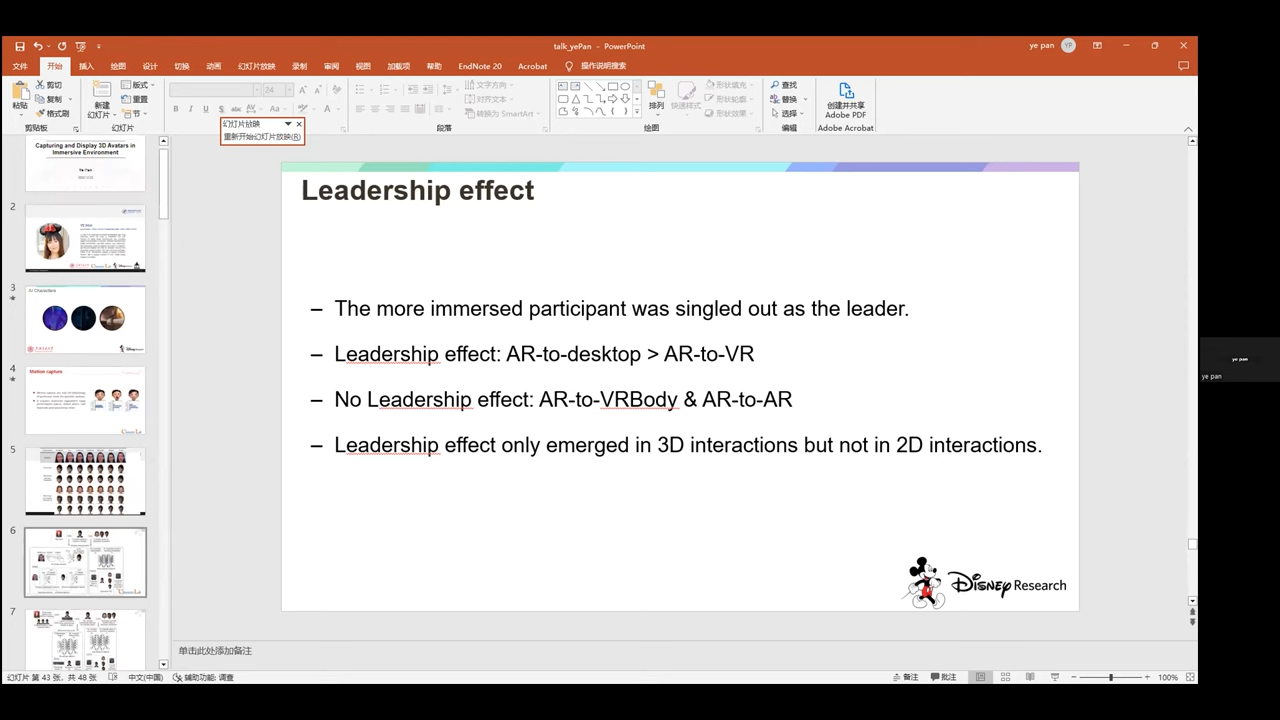 talk_yePan - PowerPoint
ye pan
YP
文件 开始 插入 绘图 设计 切换 动画 幻灯片放映 录制 审阅 视图 加载项 帮助 EndNote 20 Acrobat 操作说明搜索
粘贴
剪切
复制
格式刷
剪贴板
新建
幻灯片
版式
重置
节
幻灯片
24
段落
文字方向
对齐文本
转换为 SmartArt
排列
快速样式
形状填充
形状轮廓
形状效果
绘图
查找
替换
选择
编辑
创建并共享
Adobe PDF
Adobe Acrobat
幻灯片放映
重新开始幻灯片放映(R)
Capturing and Display 3D Avatars in
Immersive Environment
2
3
AI Characters
4
Motion capture
5
6
7
Leadership effect
– The more immersed participant was singled out as the leader.
– Leadership effect: AR-to-desktop > AR-to-VR
– No Leadership effect: AR-to-VRBody & AR-to-AR
– Leadership effect only emerged in 3D interactions but not in 2D interactions.
Disney Research
ye pan
ye pan
单击此处添加备注
幻灯片 第 43 张，共 48 张 中文(中国) 辅助功能: 调查 备注 批注 100%